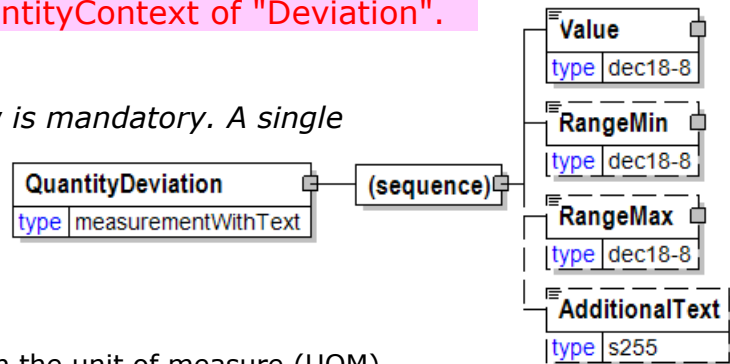 ntityContext of "Deviation".
is mandatory. A single
QuantityDeviation
type measurementWithText
(sequence)
Value
type dec18-8
RangeMin
type dec18-8
RangeMax
type dec18-8
AdditionalText
type s255
the unit of measure (UOM)